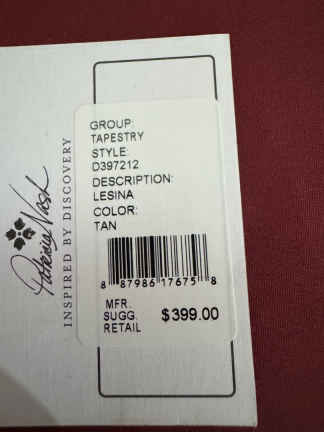 Patricia Nash
INSPIRED BY DISCOVERY
GROUP:
TAPESTRY
STYLE:
D397212
DESCRIPTION:
LESINA
COLOR:
TAN
8 87986 17675 8
MFR.
SUGG. $399.00
RETAIL